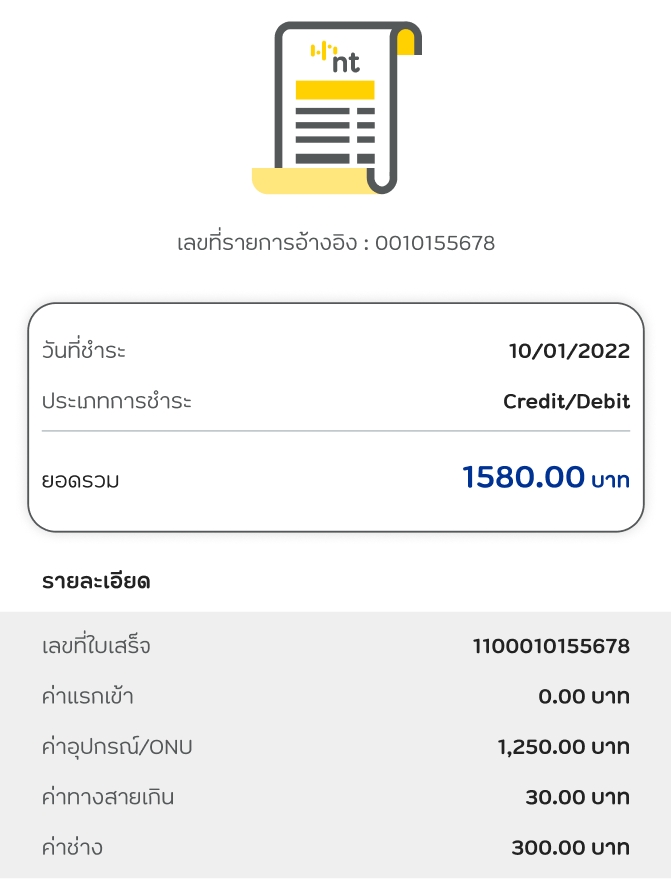 nt
เลขที่รายการอ้างอิง : 0010155678
วันที่ชำระ 10/01/2022
ประเภทการชำระ Credit/Debit
ยอดรวม 1580.00 บาท
รายละเอียด
เลขที่ใบเสร็จ 1100010155678
ค่าแรกเข้า 0.00 บาท
ค่าอุปกรณ์/ONU 1,250.00 บาท
ค่าทางสายเกิน 30.00 บาท
ค่าช่าง 300.00 บาท